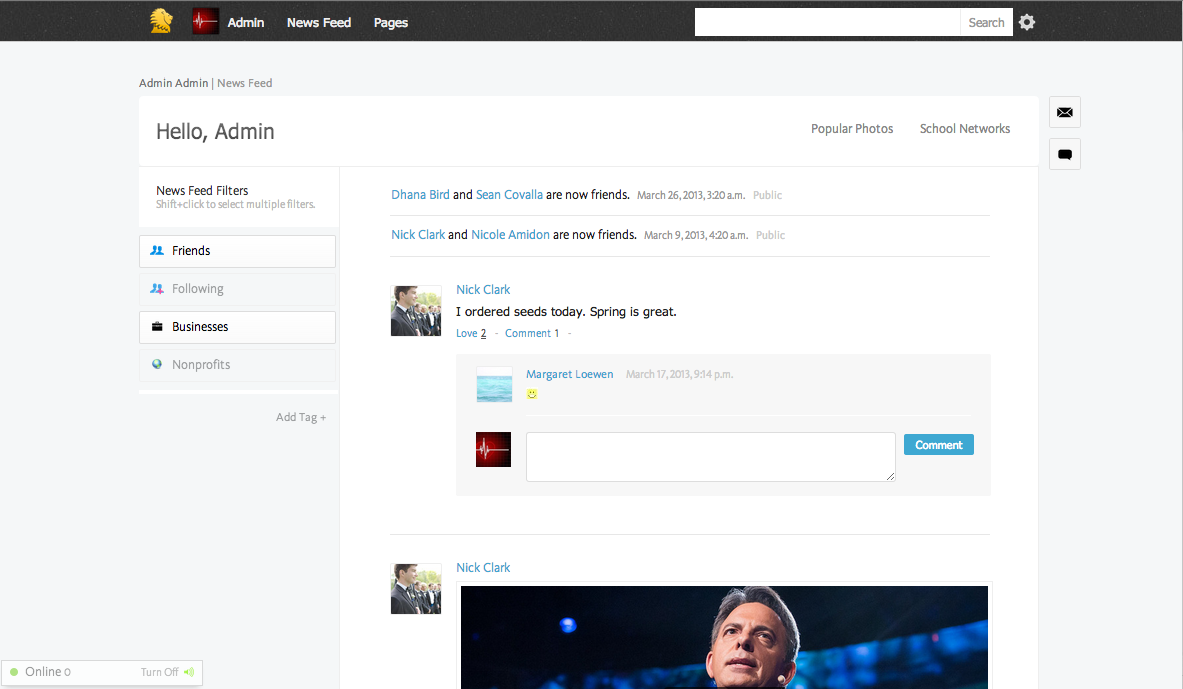 Admin News Feed Pages Search
Admin Admin | News Feed
Hello, Admin
Popular Photos School Networks
News Feed Filters
Shift+click to select multiple filters.
Friends
Following
Businesses
Nonprofits
Add Tag +
Dhana Bird and Sean Covalla are now friends. March 26, 2013, 3:20 a.m. Public
Nick Clark and Nicole Amidon are now friends. March 9, 2013, 4:20 a.m. Public
Nick Clark
I ordered seeds today. Spring is great.
Love 2 - Comment 1 -
Margaret Loewen March 17, 2013, 9:14 p.m.
Comment
Nick Clark
Online 0 Turn Off